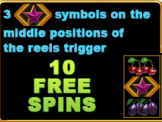 3 symbols on the
middle positions of
the reels trigger
10
FREE
SPINS